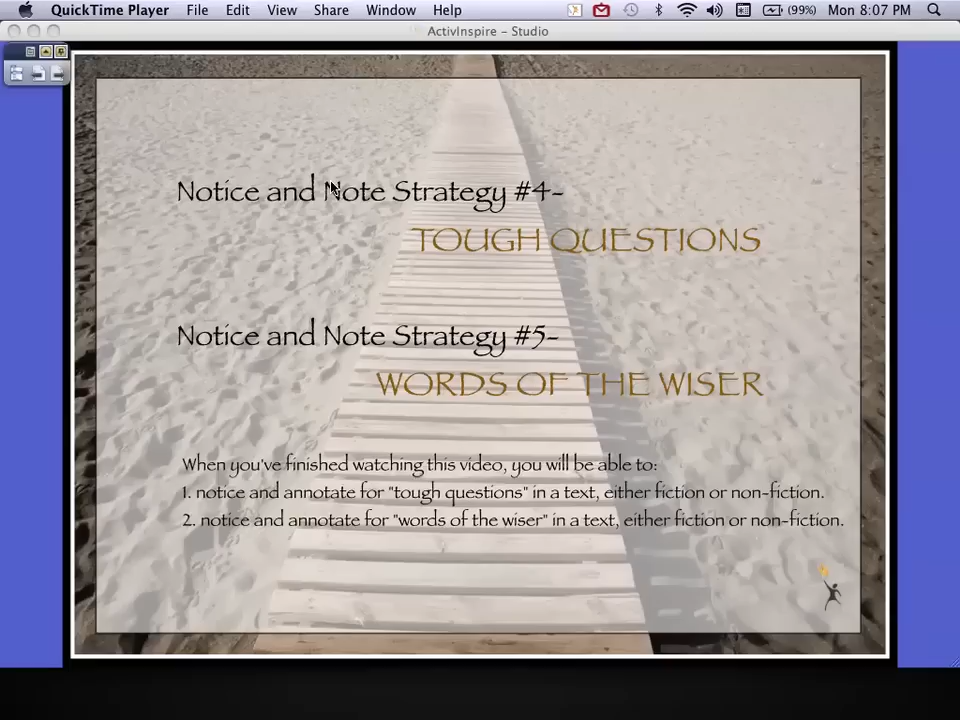 QuickTime Player File Edit View Share Window Help (99%) Mon 8:07 PM
ActivInspire – Studio
Notice and Note Strategy #4-
TOUGH QUESTIONS
Notice and Note Strategy #5-
WORDS OF THE WISER
When you've finished watching this video, you will be able to:
1. notice and annotate for "tough questions" in a text, either fiction or non-fiction.
2. notice and annotate for "words of the wiser" in a text, either fiction or non-fiction.